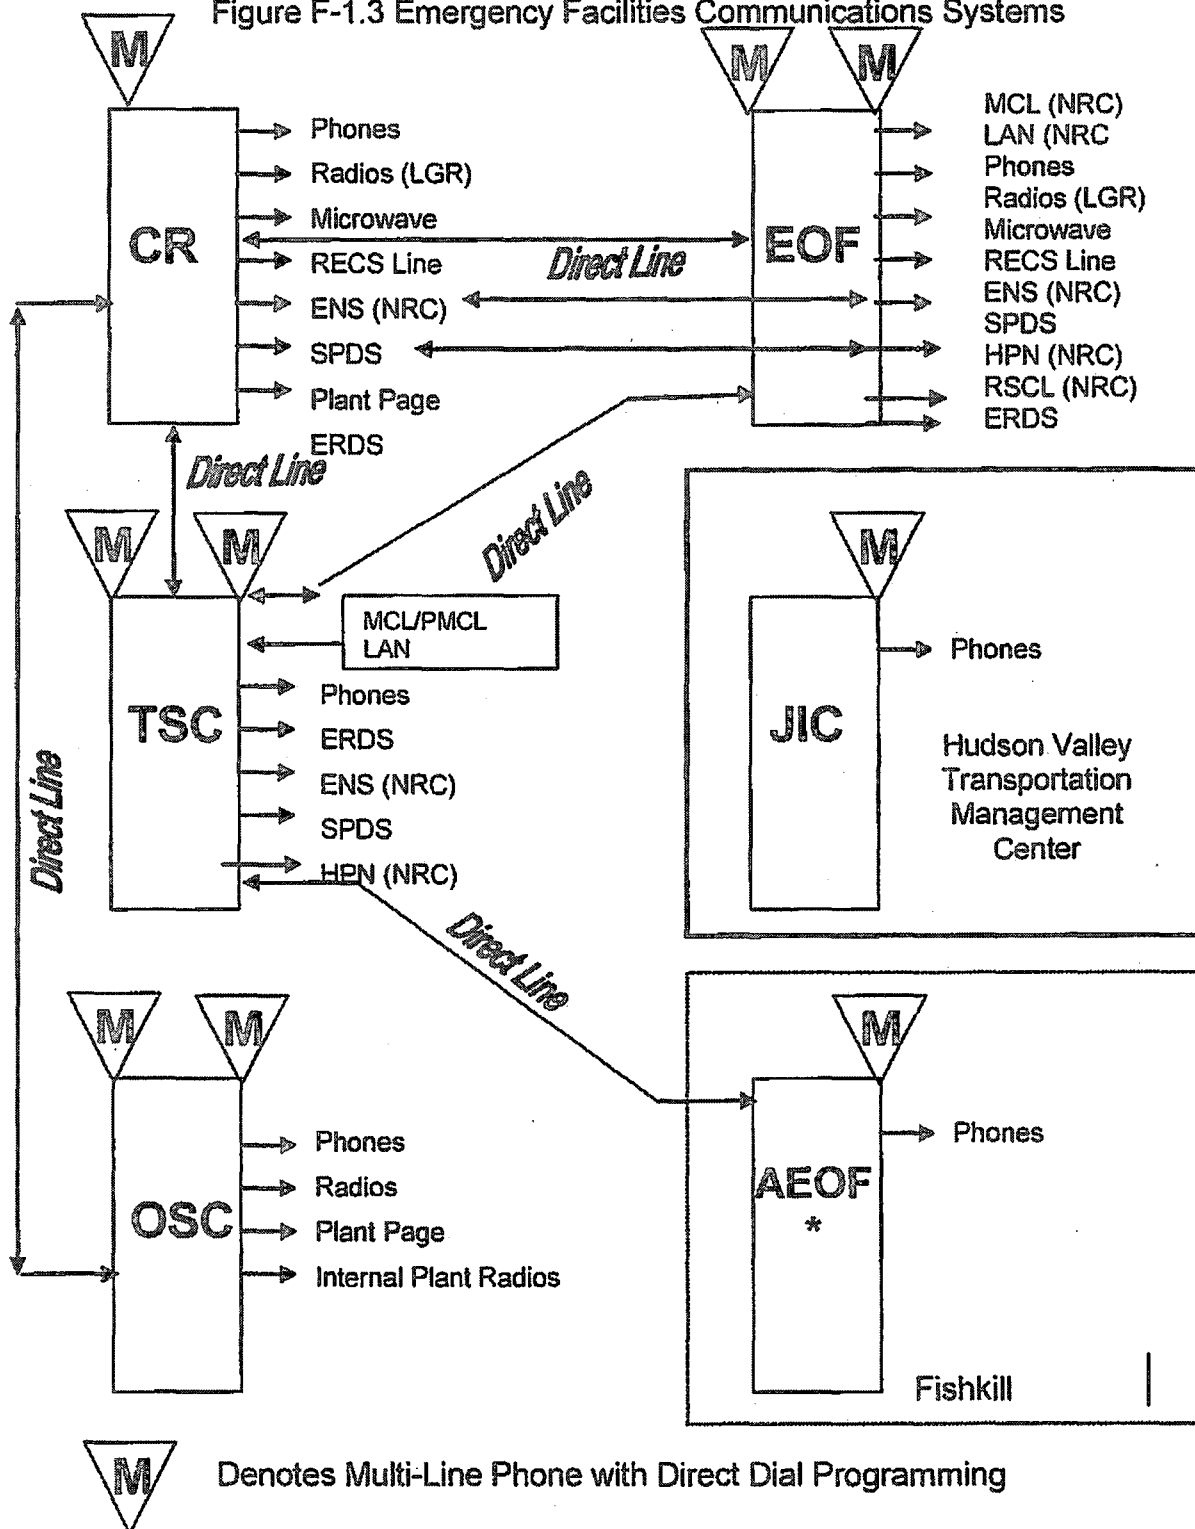 Figure F-1.3 Emergency Facilities Communications Systems
M
M
M
CR
Phones
Radios (LGR)
Microwave
RECS Line
ENS (NRC)
SPDS
Plant Page
ERDS
Direct Line
EOF
MCL (NRC)
LAN (NRC
Phones
Radios (LGR)
Microwave
RECS Line
ENS (NRC)
SPDS
HPN (NRC)
RSCL (NRC)
ERDS
Direct Line
Direct Line
Direct Line
M
M
TSC
MCL/PMCL
LAN
Phones
ERDS
ENS (NRC)
SPDS
HPN (NRC)
M
JIC
Phones
Hudson Valley
Transportation
Management
Center
Direct Line
M
M
OSC
Phones
Radios
Plant Page
Internal Plant Radios
M
AEOF
*
Phones
Fishkill
M
Denotes Multi-Line Phone with Direct Dial Programming